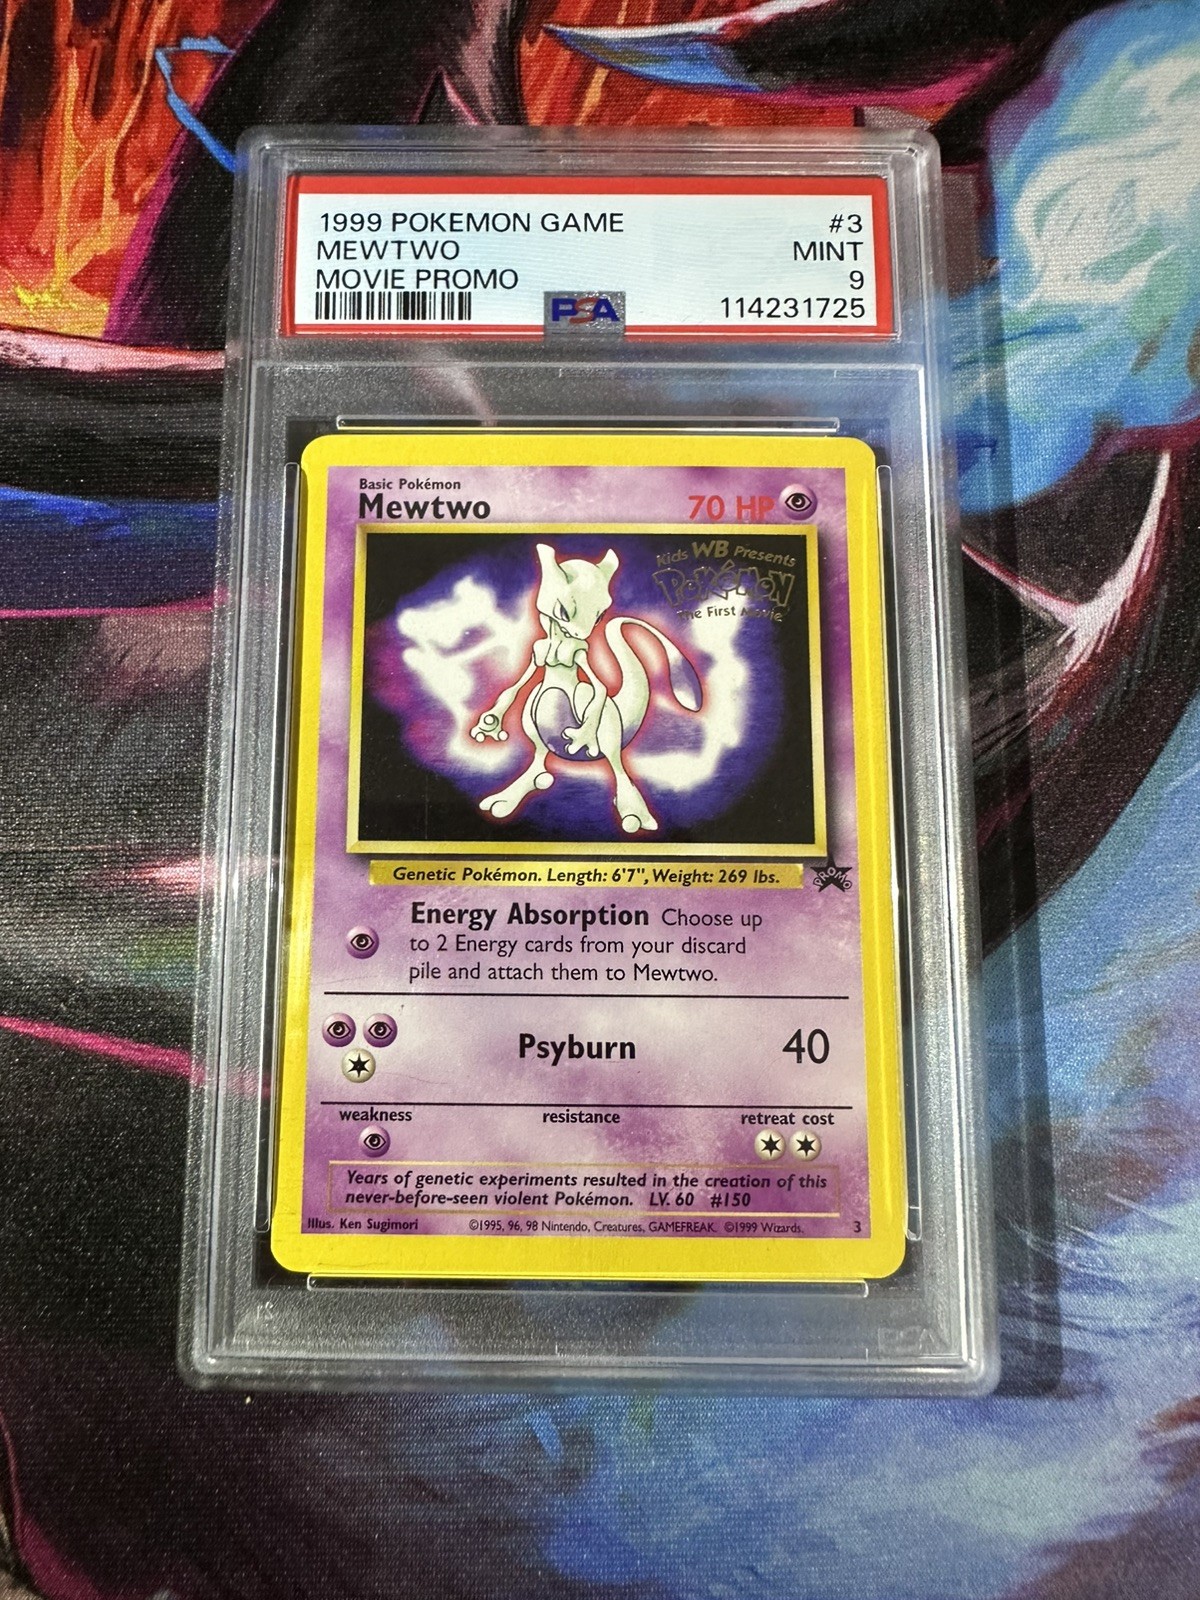 1999 POKEMON GAME #3
MEWTWO MINT
MOVIE PROMO 9
PSA 114231725
Basic Pokémon
Mewtwo 70 HP
Kids WB Presents
POKéMON
The First Movie
Genetic Pokémon. Length: 6'7", Weight: 269 lbs.
PROMO
Energy Absorption Choose up
to 2 Energy cards from your discard
pile and attach them to Mewtwo.
Psyburn 40
weakness resistance retreat cost
Years of genetic experiments resulted in the creation of this
never-before-seen violent Pokémon. LV. 60 #150
Illus. Ken Sugimori ©1995, 96, 98 Nintendo, Creatures, GAMEFREAK. ©1999 Wizards. 3
PSA